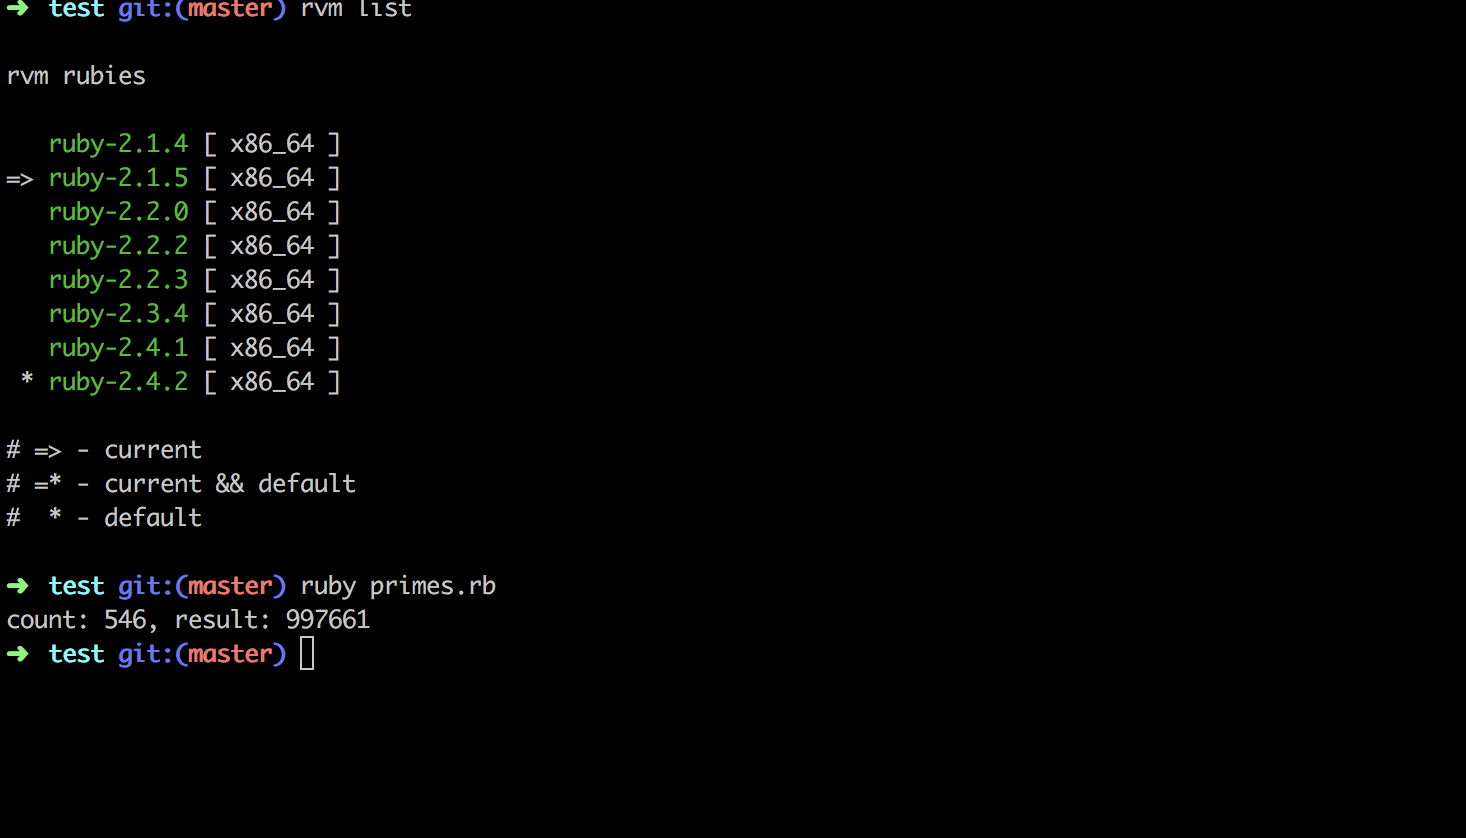 ➜  test git:(master) rvm list
rvm rubies
   ruby-2.1.4 [ x86_64 ]
=> ruby-2.1.5 [ x86_64 ]
   ruby-2.2.0 [ x86_64 ]
   ruby-2.2.2 [ x86_64 ]
   ruby-2.2.3 [ x86_64 ]
   ruby-2.3.4 [ x86_64 ]
   ruby-2.4.1 [ x86_64 ]
 * ruby-2.4.2 [ x86_64 ]
# => - current
# =* - current && default
#  * - default
➜  test git:(master) ruby primes.rb
count: 546, result: 997661
➜  test git:(master)